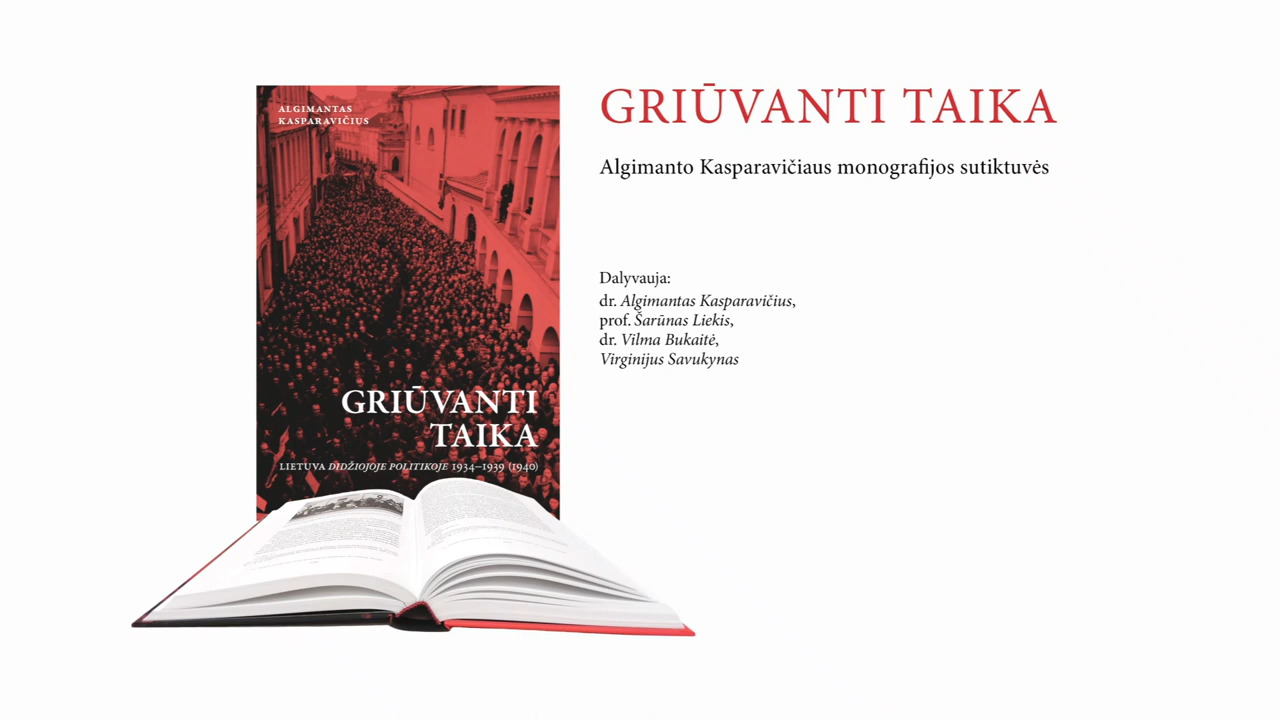 ALGIMANTAS
KASPARAVIČIUS
GRIŪVANTI
TAIKA
LIETUVA DIDŽIOJOJE POLITIKOJE 1934–1939 (1940)
GRIŪVANTI TAIKA
Algimanto Kasparavičiaus monografijos sutiktuvės
Dalyvauja:
dr. Algimantas Kasparavičius,
prof. Šarūnas Liekis,
dr. Vilma Bukaitė,
Virginijus Savukynas